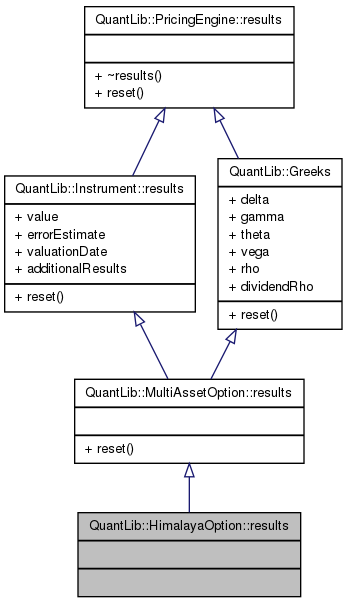 QuantLib::PricingEngine::results
+ ~results()
+ reset()
QuantLib::Instrument::results
+ value
+ errorEstimate
+ valuationDate
+ additionalResults
+ reset()
QuantLib::Greeks
+ delta
+ gamma
+ theta
+ vega
+ rho
+ dividendRho
+ reset()
QuantLib::MultiAssetOption::results
+ reset()
QuantLib::HimalayaOption::results